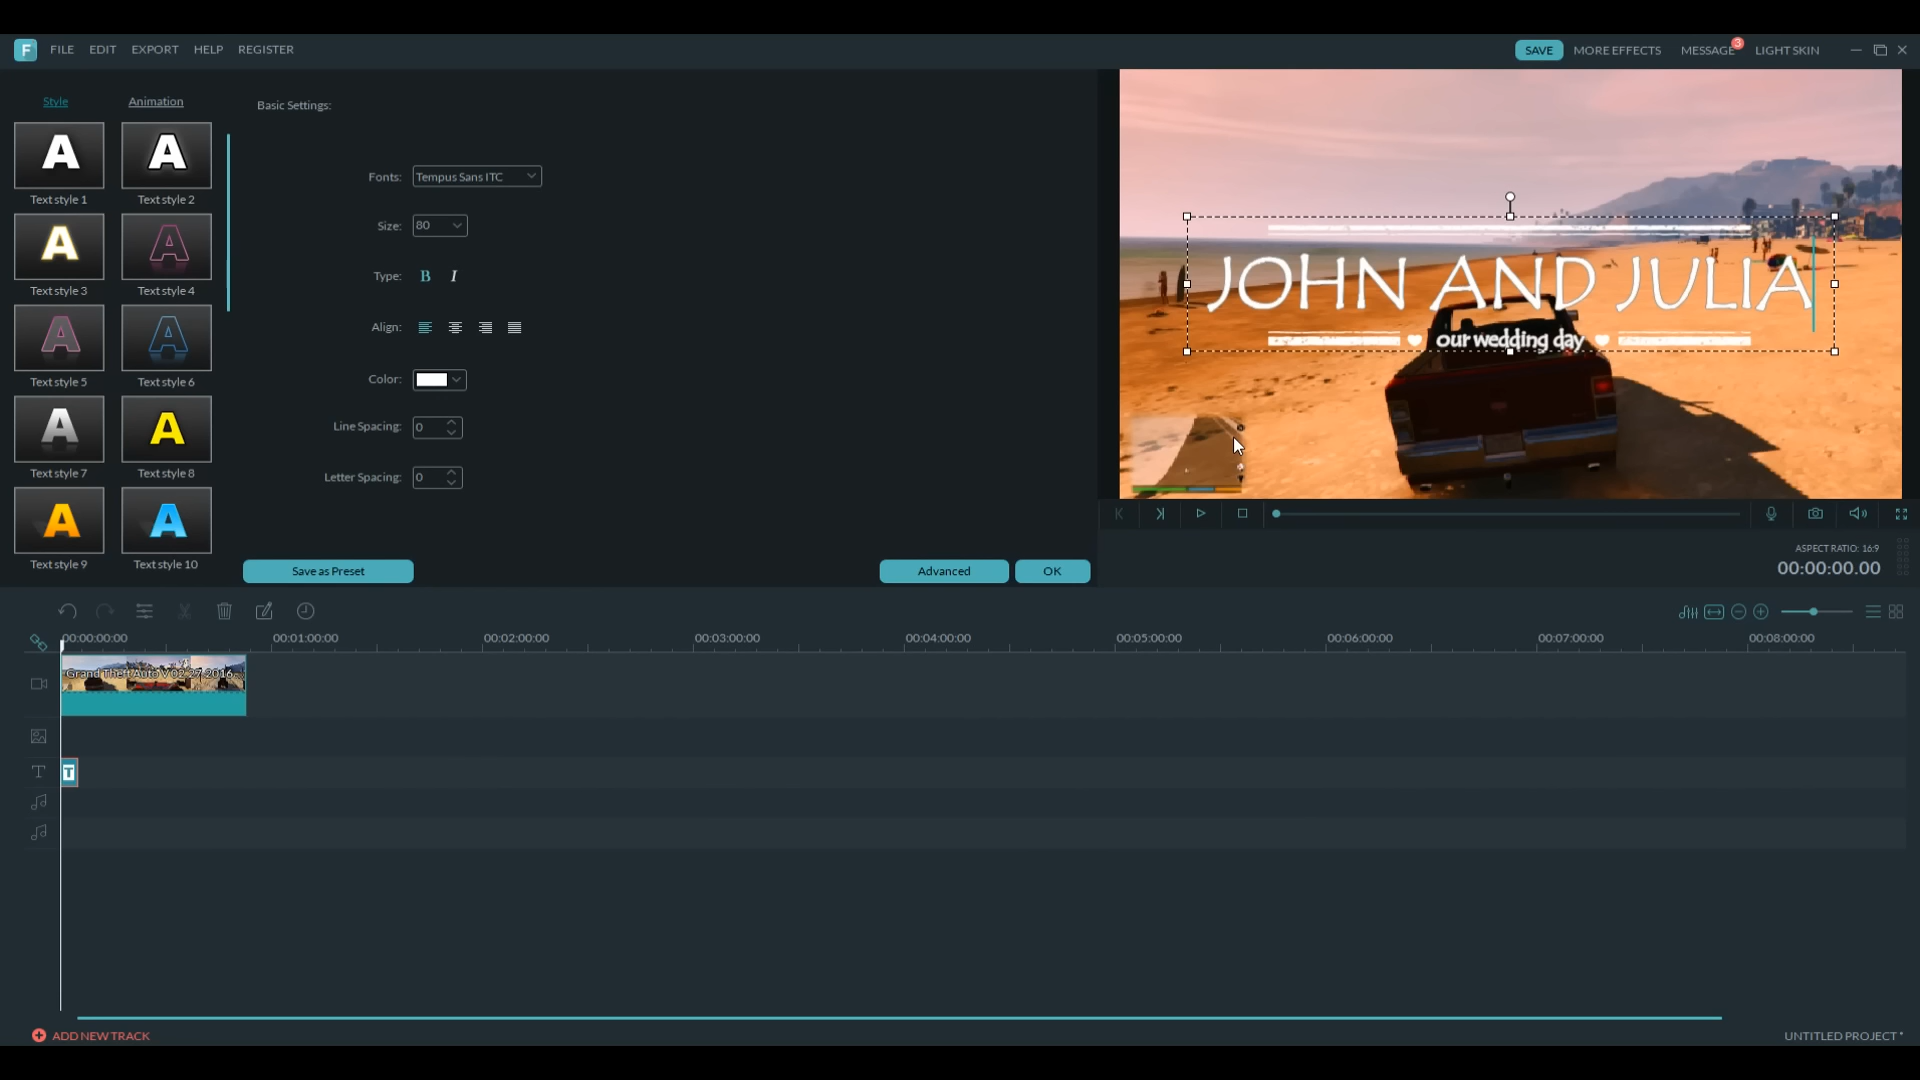 F FILE EDIT EXPORT HELP REGISTER
SAVE MORE EFFECTS MESSAGE 3 LIGHT SKIN
Style Animation
Basic Settings:
A A
Text style 1 Text style 2
A A
Text style 3 Text style 4
A A
Text style 5 Text style 6
A A
Text style 7 Text style 8
A A
Text style 9 Text style 10
Fonts: Tempus Sans ITC
Size: 80
Type: B I
Align:
Color:
Line Spacing: 0
Letter Spacing: 0
Save as Preset Advanced OK
JOHN AND JULIA
our wedding day
ASPECT RATIO: 16:9
00:00:00.00
00:00:00:00 00:01:00:00 00:02:00:00 00:03:00:00 00:04:00:00 00:05:00:00 00:06:00:00 00:07:00:00 00:08:00:00
Grand Theft Auto V 02.27.2016...
T T
ADD NEW TRACK
UNTITLED PROJECT *